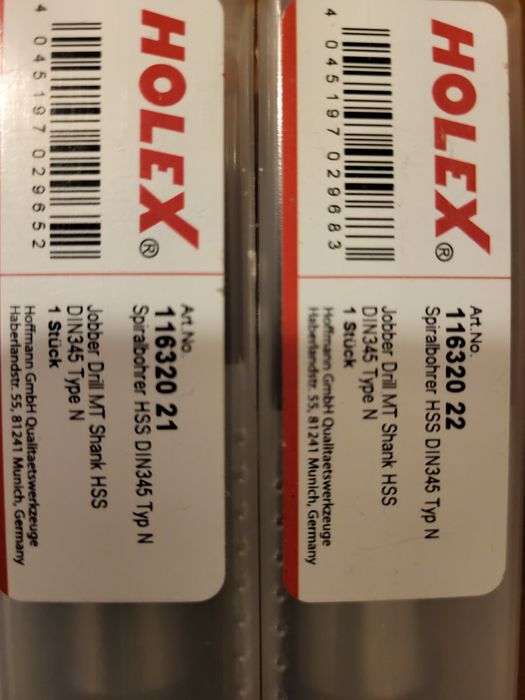 HOLEX®
4 045197 029683
Art.No.
116320 22
Spiralbohrer HSS DIN345 Typ N
Jobber Drill MT Shank HSS
DIN345 Type N
1 Stück
Hoffmann GmbH Qualitaetswerkzeuge
Haberlandstr. 55, 81241 Munich, Germany
HOLEX®
4 045197 029652
Art.No.
116320 21
Spiralbohrer HSS DIN345 Typ N
Jobber Drill MT Shank HSS
DIN345 Type N
1 Stück
Hoffmann GmbH Qualitaetswerkzeuge
Haberlandstr. 55, 81241 Munich, Germany